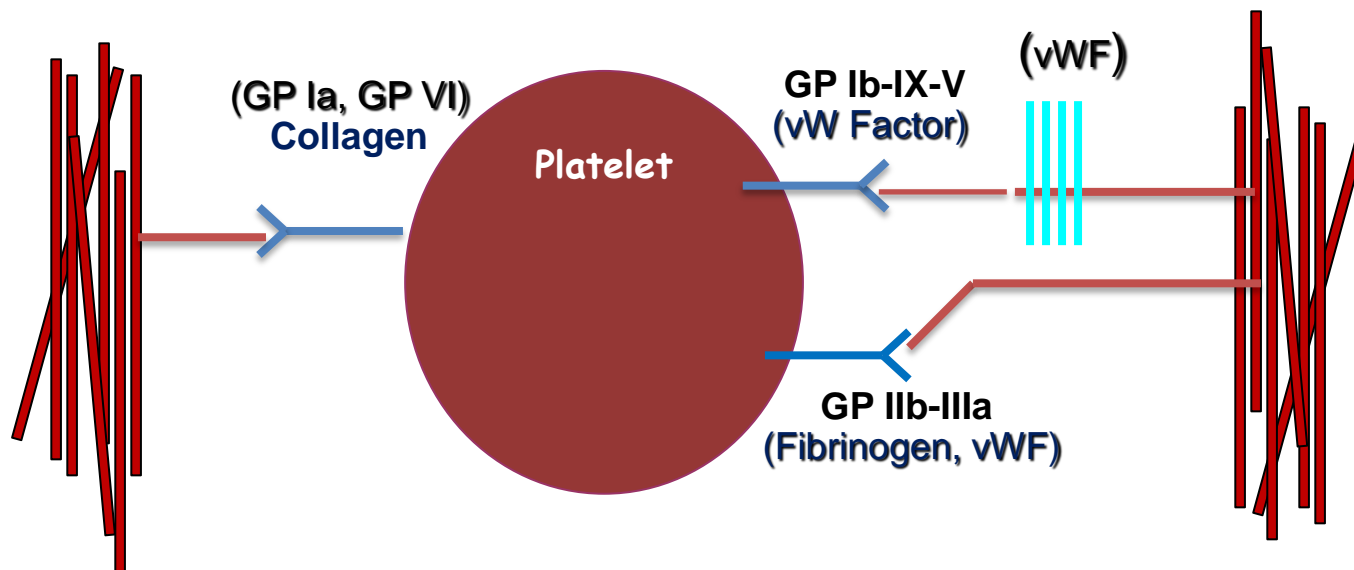 (GP Ia, GP VI)
Collagen
Platelet
GP Ib-IX-V
(vW Factor)
(vWF)
GP IIb-IIIa
(Fibrinogen, vWF)